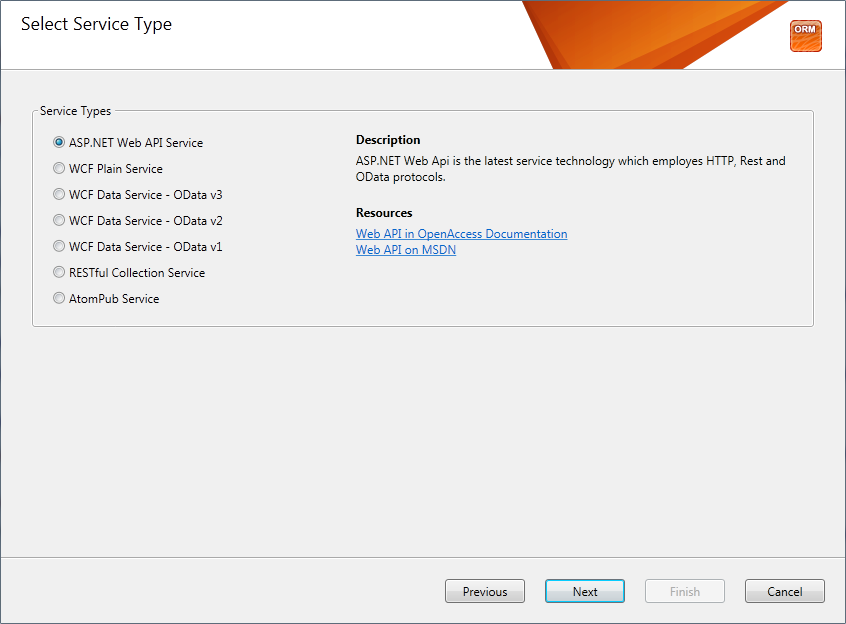 Select Service Type
ORM
Service Types
ASP.NET Web API Service
WCF Plain Service
WCF Data Service - OData v3
WCF Data Service - OData v2
WCF Data Service - OData v1
RESTful Collection Service
AtomPub Service
Description
ASP.NET Web Api is the latest service technology which employes HTTP, Rest and
OData protocols.
Resources
Web API in OpenAccess Documentation
Web API on MSDN
Previous
Next
Finish
Cancel